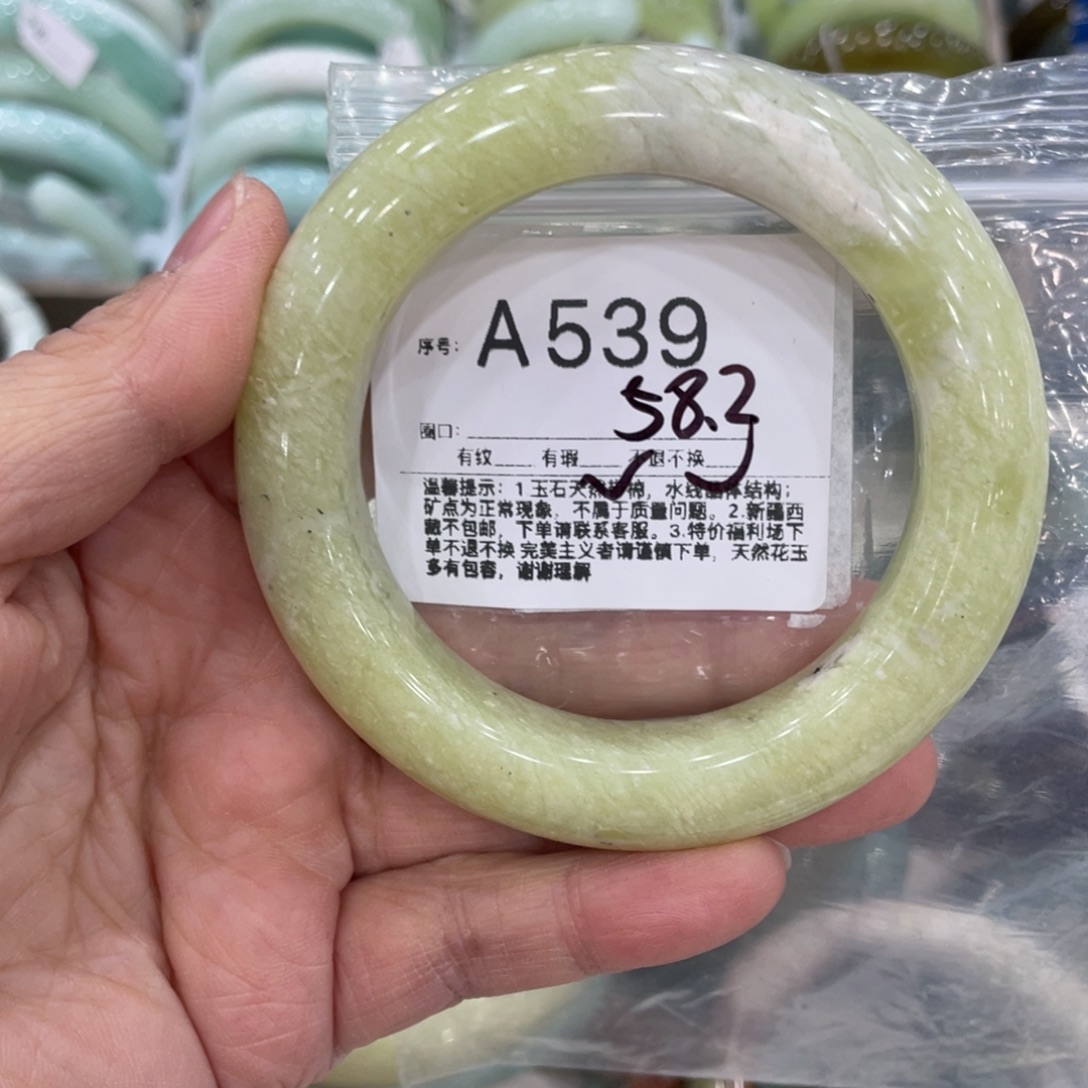 序号: A539
58.3
圈口:
有纹 有瑕 不退不换
温馨提示: 1 玉石天然 棉, 水线晶体结构;
矿点为正常现象, 不属于质量问题。2.新疆西
藏不包邮, 下单请联系客服。3.特价福利场下
单不退不换 完美主义者请谨慎下单, 天然花玉
多有包容, 谢谢理解